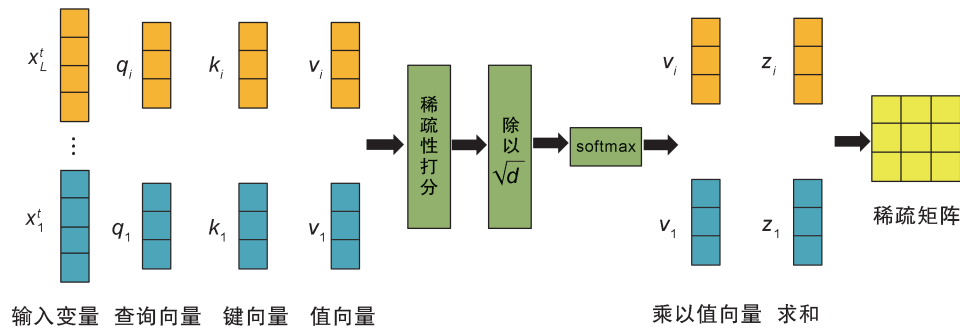 x_L^t
q_i
k_i
v_i
...
x_1^t
q_1
k_1
v_1
稀疏性打分
除以√d
softmax
v_i
z_i
v_1
z_1
稀疏矩阵
输入变量 查询向量 键向量 值向量 乘以值向量 求和